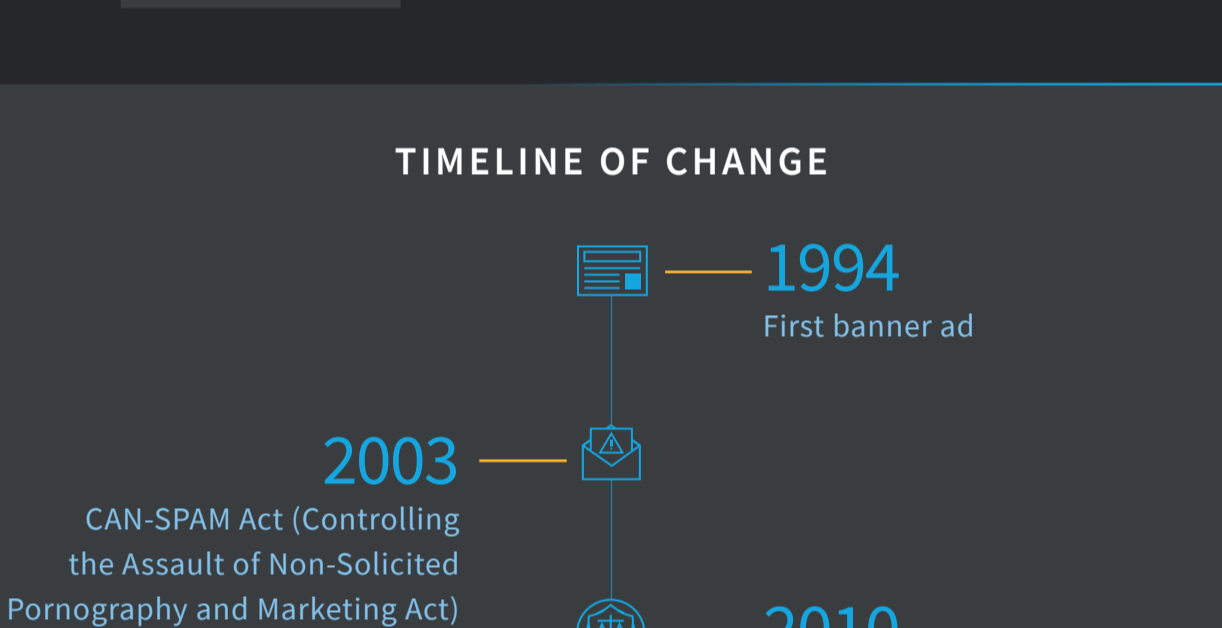 TIMELINE OF CHANGE
1994
First banner ad
2003
CAN-SPAM Act (Controlling
the Assault of Non-Solicited
Pornography and Marketing Act)
2010